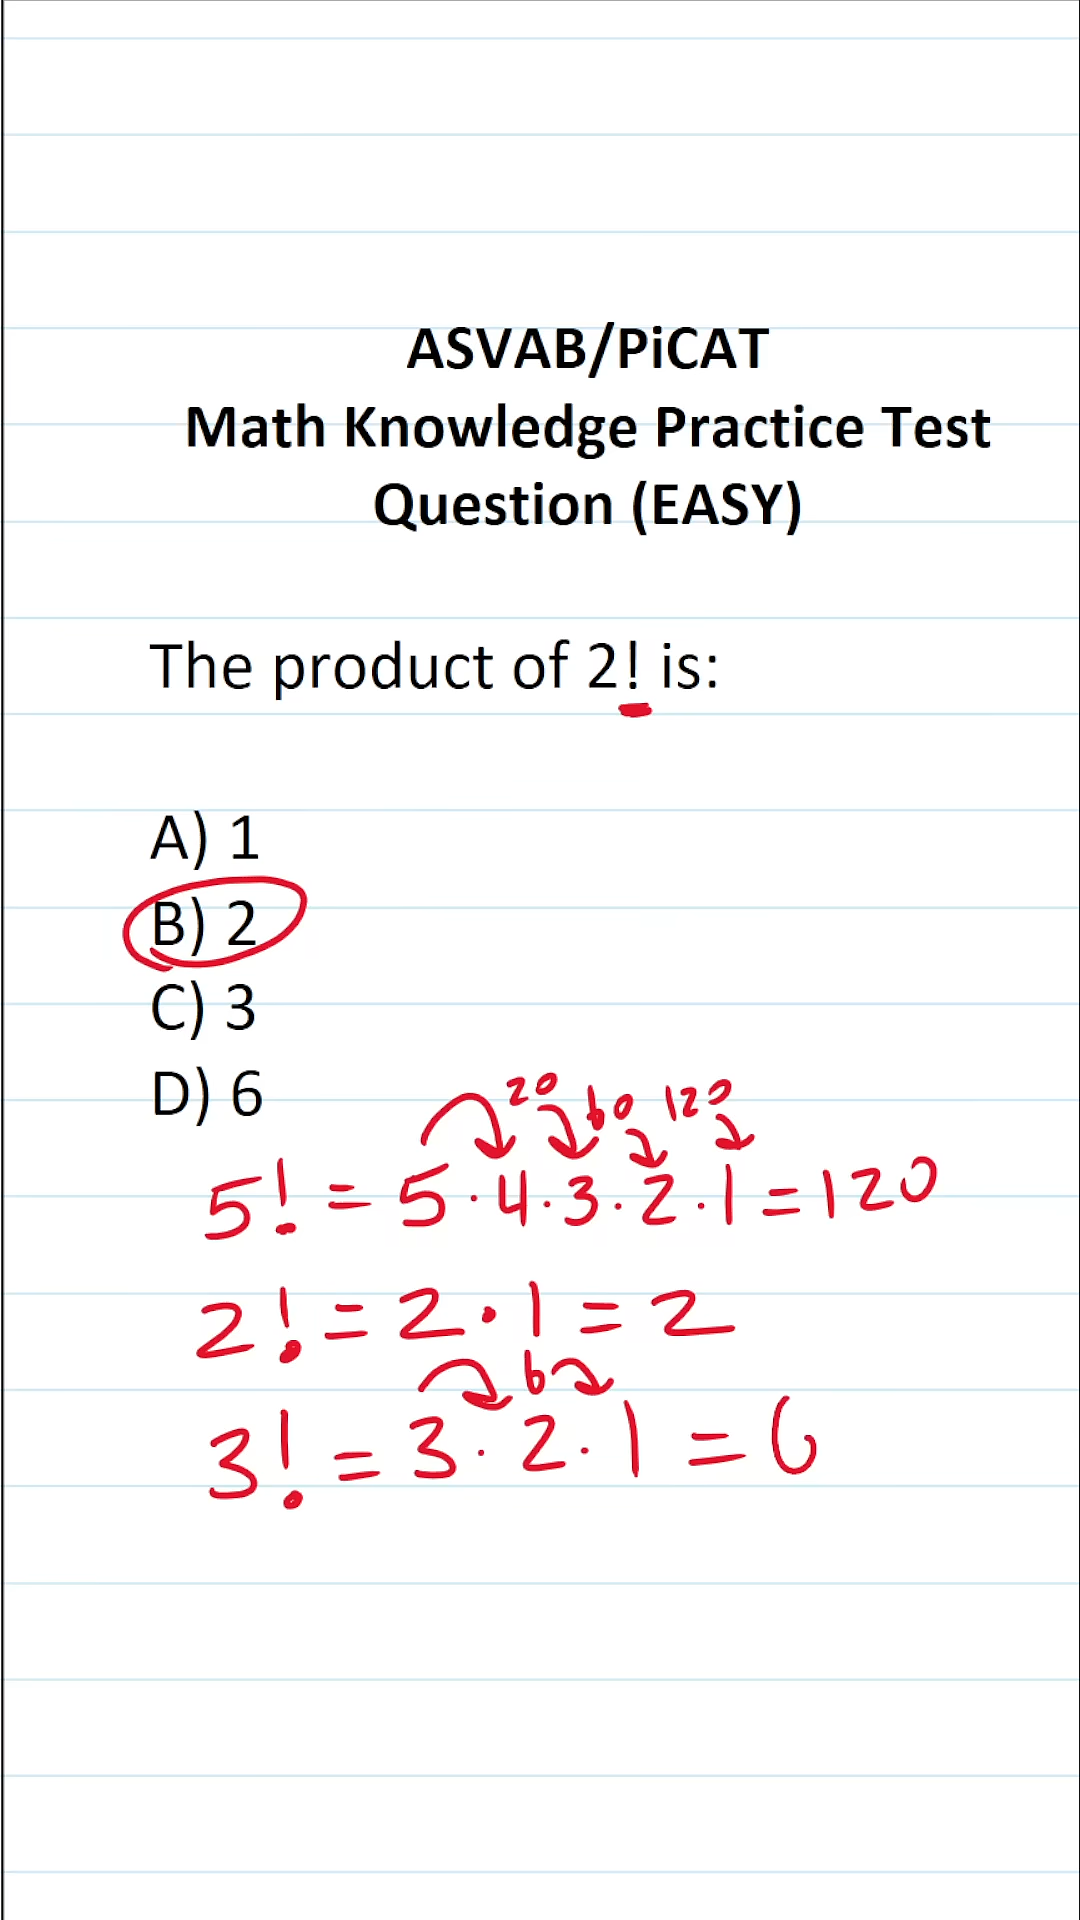 ASVAB/PiCAT
Math Knowledge Practice Test
Question (EASY)
The product of 2! is:
A) 1
B) 2
C) 3
D) 6
20 60 120
5! = 5 · 4 · 3 · 2 · 1 = 120
2! = 2 · 1 = 2
6
3! = 3 · 2 · 1 = 6